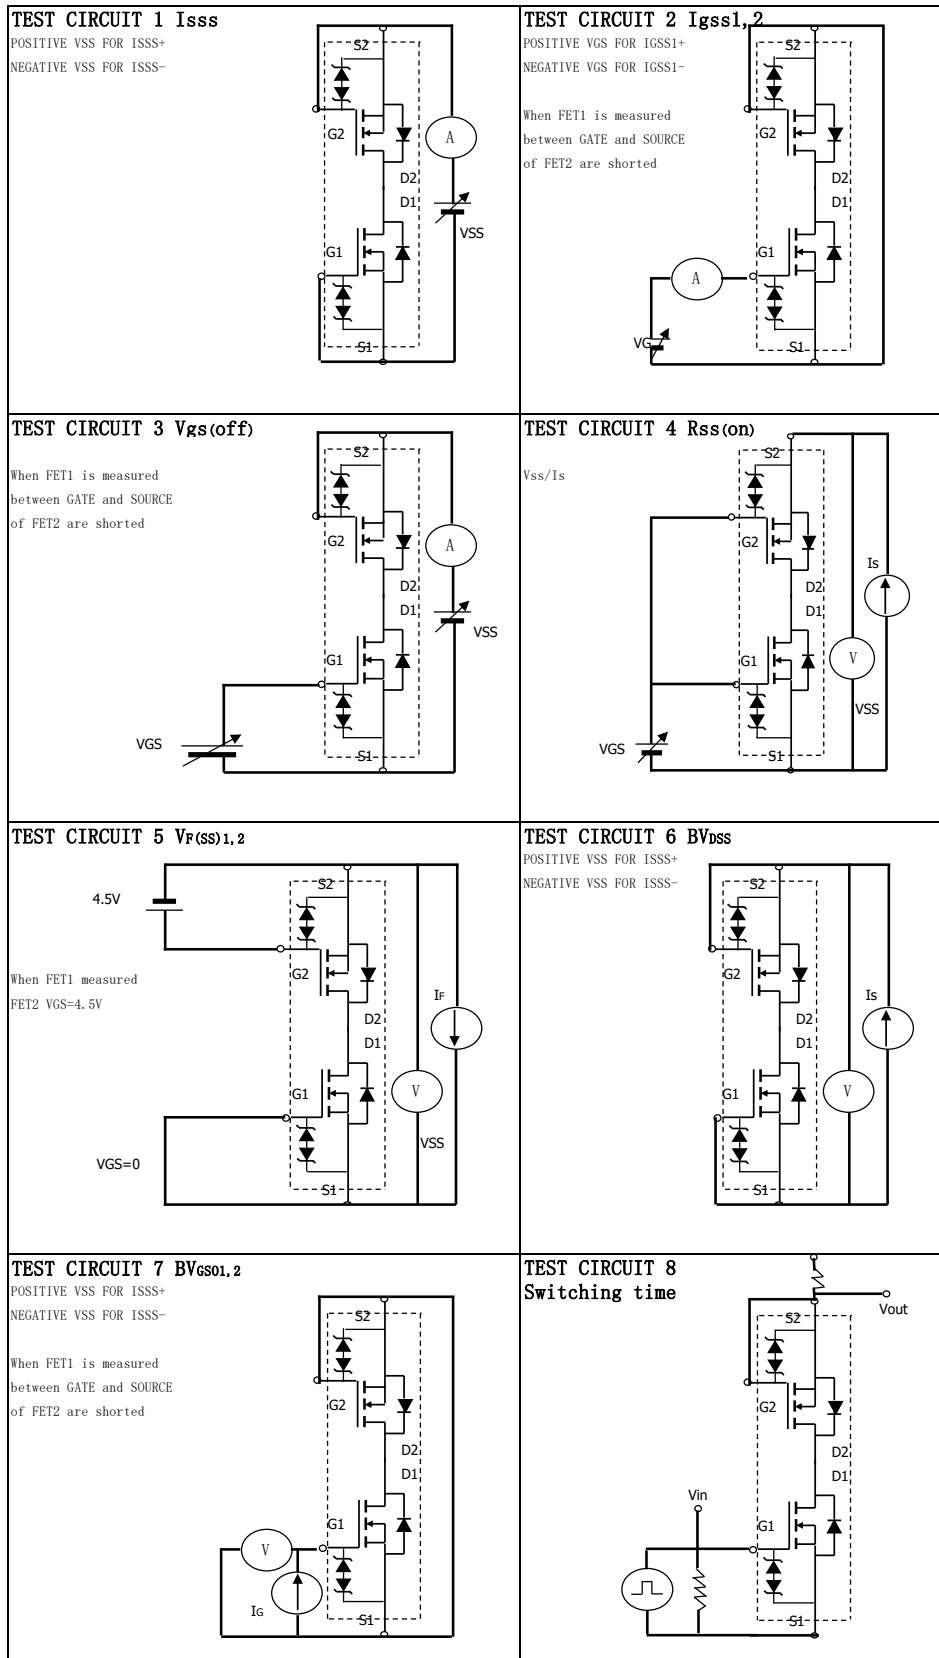 TEST CIRCUIT 1 Isss
POSITIVE VSS FOR ISSS+
NEGATIVE VSS FOR ISSS-
S2
G2
A
D2
D1
VSS
G1
S1
TEST CIRCUIT 2 Igss1,2
POSITIVE VGS FOR IGSS1+
NEGATIVE VGS FOR IGSS1-
When FET1 is measured
between GATE and SOURCE
of FET2 are shorted
S2
G2
D2
D1
G1
A
VG
S1
TEST CIRCUIT 3 Vgs(off)
When FET1 is measured
between GATE and SOURCE
of FET2 are shorted
S2
G2
A
D2
D1
VSS
G1
VGS
S1
TEST CIRCUIT 4 Rss(on)
Vss/Is
S2
G2
Is
D2
D1
G1
V
VSS
VGS
S1
TEST CIRCUIT 5 VF(SS)1,2
4.5V
S2
When FET1 measured
FET2 VGS=4.5V
G2
IF
D2
D1
G1
V
VSS
VGS=0
S1
TEST CIRCUIT 6 BVDSS
POSITIVE VSS FOR ISSS+
NEGATIVE VSS FOR ISSS-
S2
G2
Is
D2
D1
G1
V
S1
TEST CIRCUIT 7 BVGSO1,2
POSITIVE VSS FOR ISSS+
NEGATIVE VSS FOR ISSS-
When FET1 is measured
between GATE and SOURCE
of FET2 are shorted
S2
G2
D2
D1
G1
V
IG
S1
TEST CIRCUIT 8
Switching time
Vout
S2
G2
D2
D1
Vin
G1
S1